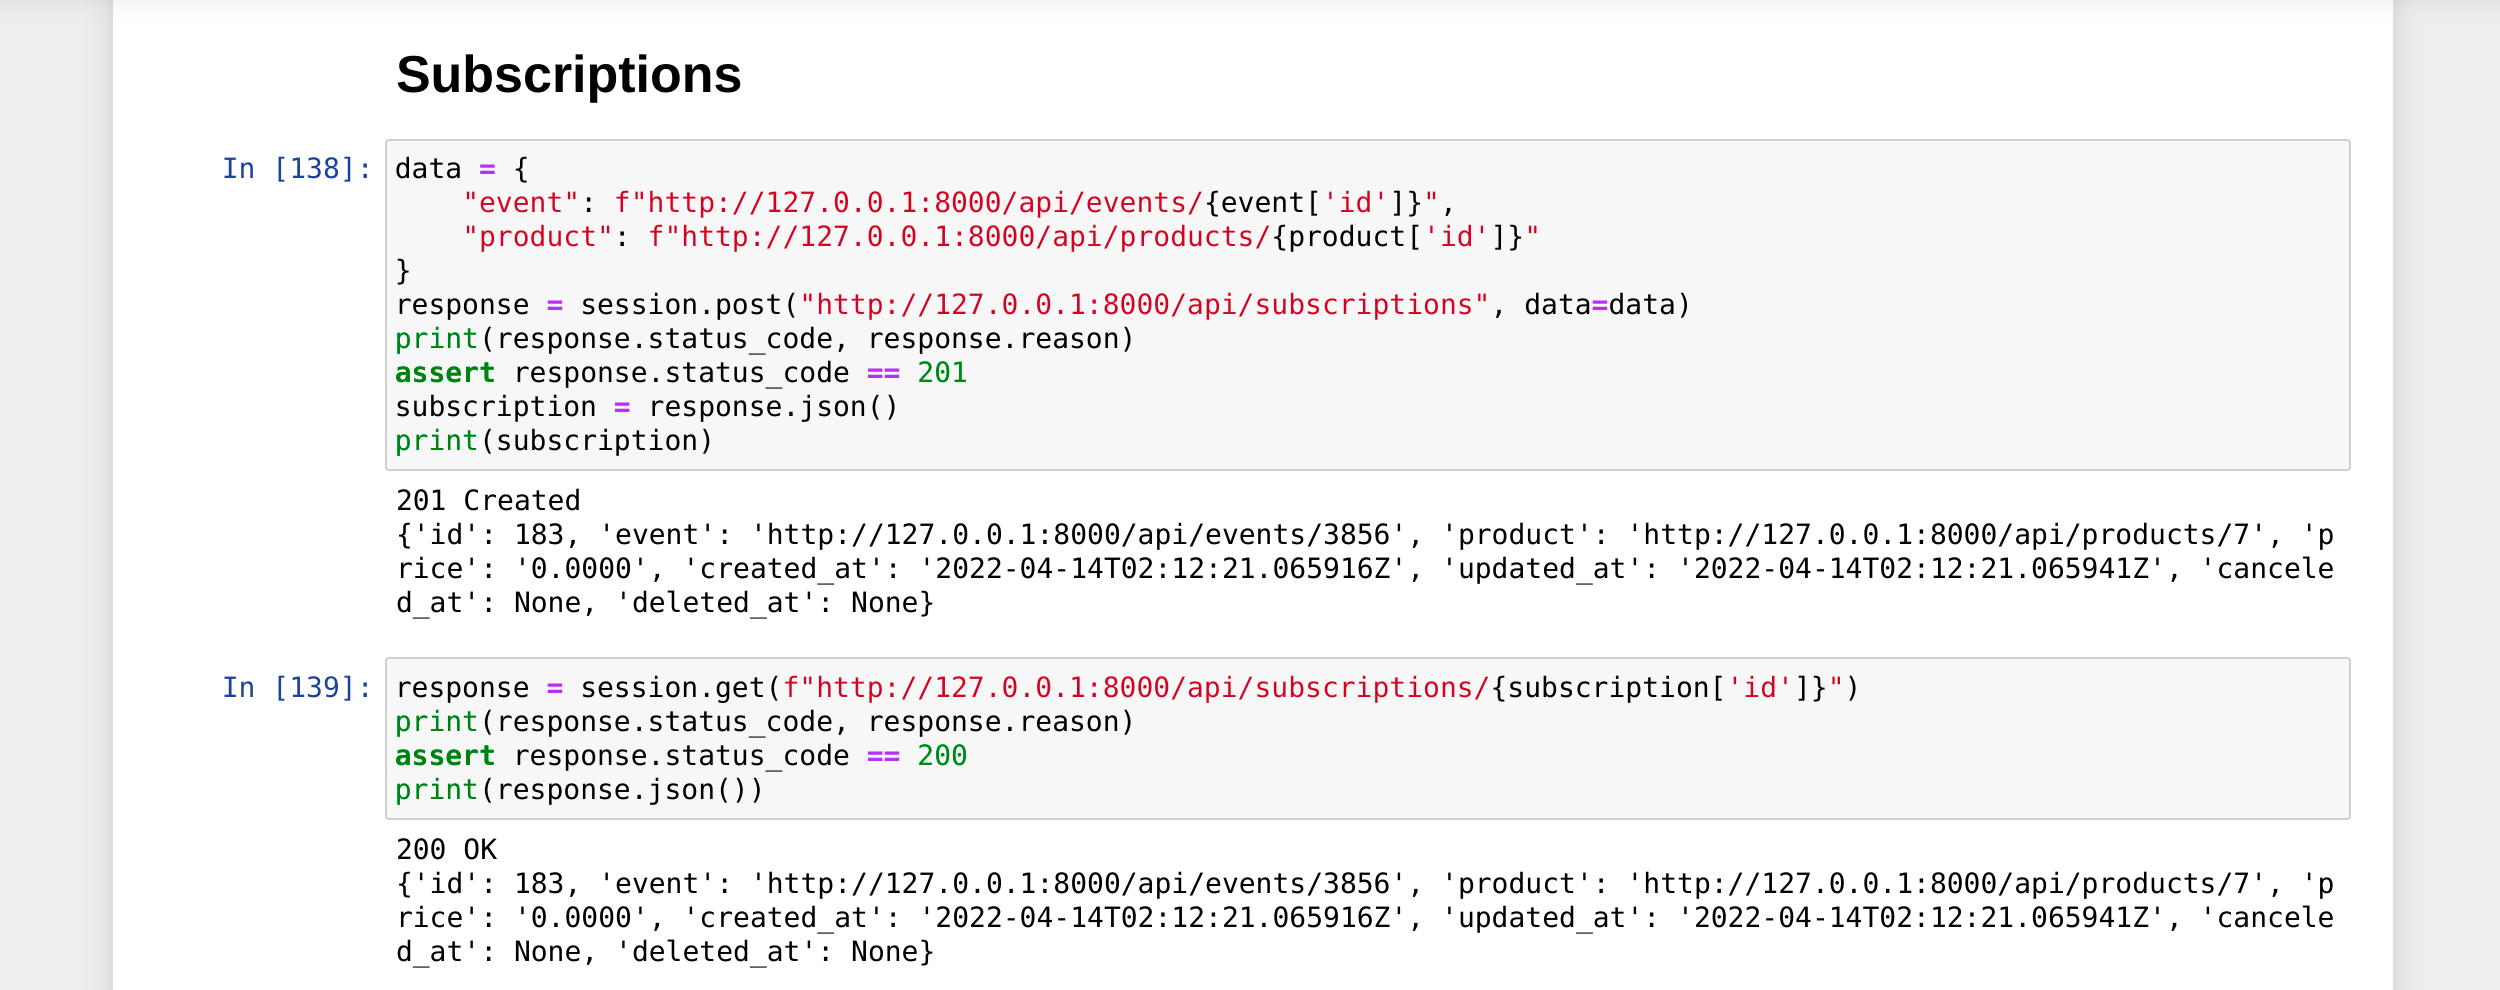 Subscriptions
In [138]:
data = {
    "event": f"http://127.0.0.1:8000/api/events/{event['id']}",
    "product": f"http://127.0.0.1:8000/api/products/{product['id']}"
}
response = session.post("http://127.0.0.1:8000/api/subscriptions", data=data)
print(response.status_code, response.reason)
assert response.status_code == 201
subscription = response.json()
print(subscription)
201 Created
{'id': 183, 'event': 'http://127.0.0.1:8000/api/events/3856', 'product': 'http://127.0.0.1:8000/api/products/7', 'p
rice': '0.0000', 'created_at': '2022-04-14T02:12:21.065916Z', 'updated_at': '2022-04-14T02:12:21.065941Z', 'cancele
d_at': None, 'deleted_at': None}
In [139]:
response = session.get(f"http://127.0.0.1:8000/api/subscriptions/{subscription['id']}")
print(response.status_code, response.reason)
assert response.status_code == 200
print(response.json())
200 OK
{'id': 183, 'event': 'http://127.0.0.1:8000/api/events/3856', 'product': 'http://127.0.0.1:8000/api/products/7', 'p
rice': '0.0000', 'created_at': '2022-04-14T02:12:21.065916Z', 'updated_at': '2022-04-14T02:12:21.065941Z', 'cancele
d_at': None, 'deleted_at': None}